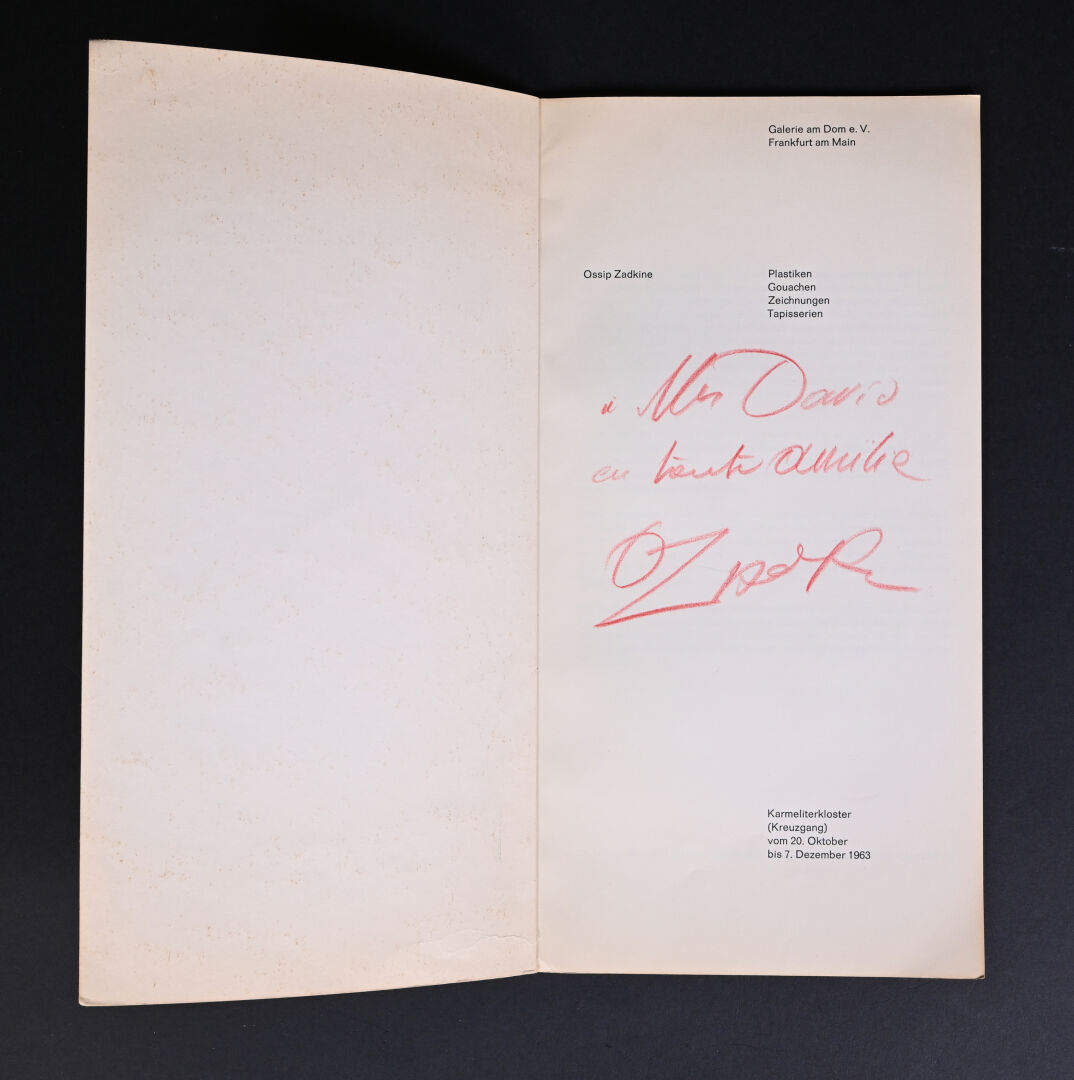 Galerie am Dom e. V.
Frankfurt am Main
Ossip Zadkine
Plastiken
Gouachen
Zeichnungen
Tapisserien
David
en toute amitié
O Zadk
Karmeliterkloster
(Kreuzgang)
vom 20. Oktober
bis 7. Dezember 1963